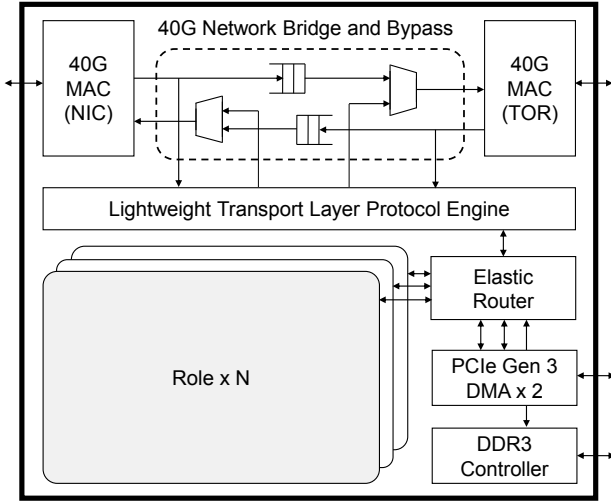 40G Network Bridge and Bypass
40G
MAC
(NIC)
40G
MAC
(TOR)
Lightweight Transport Layer Protocol Engine
Elastic
Router
Role x N
PCIe Gen 3
DMA x 2
DDR3
Controller